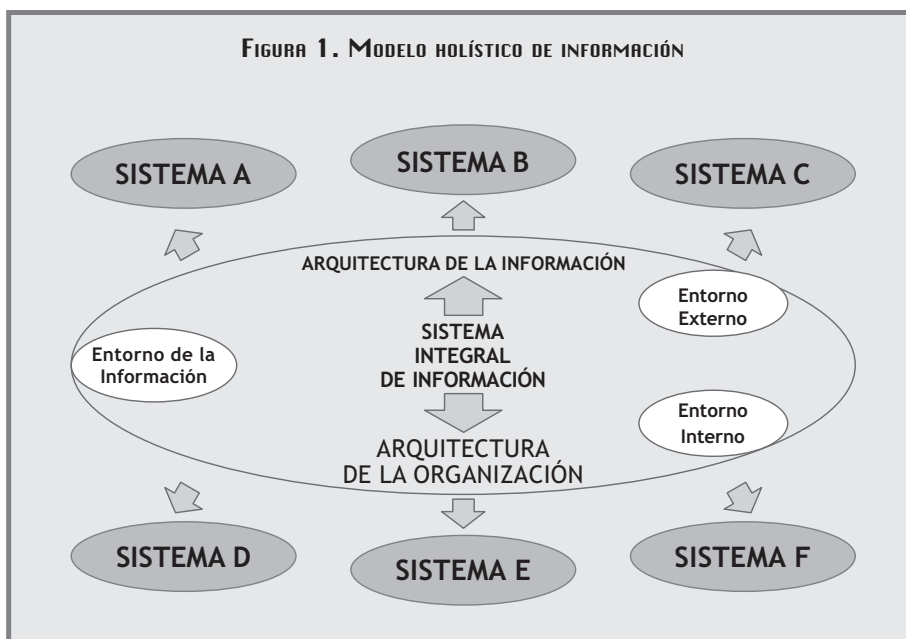 Figura 1. Modelo holístico de información
SISTEMA A
SISTEMA B
SISTEMA C
ARQUITECTURA DE LA INFORMACIÓN
Entorno
Externo
Entorno de la
Información
SISTEMA
INTEGRAL
DE INFORMACIÓN
Entorno
Interno
ARQUITECTURA
DE LA ORGANIZACIÓN
SISTEMA D
SISTEMA E
SISTEMA F